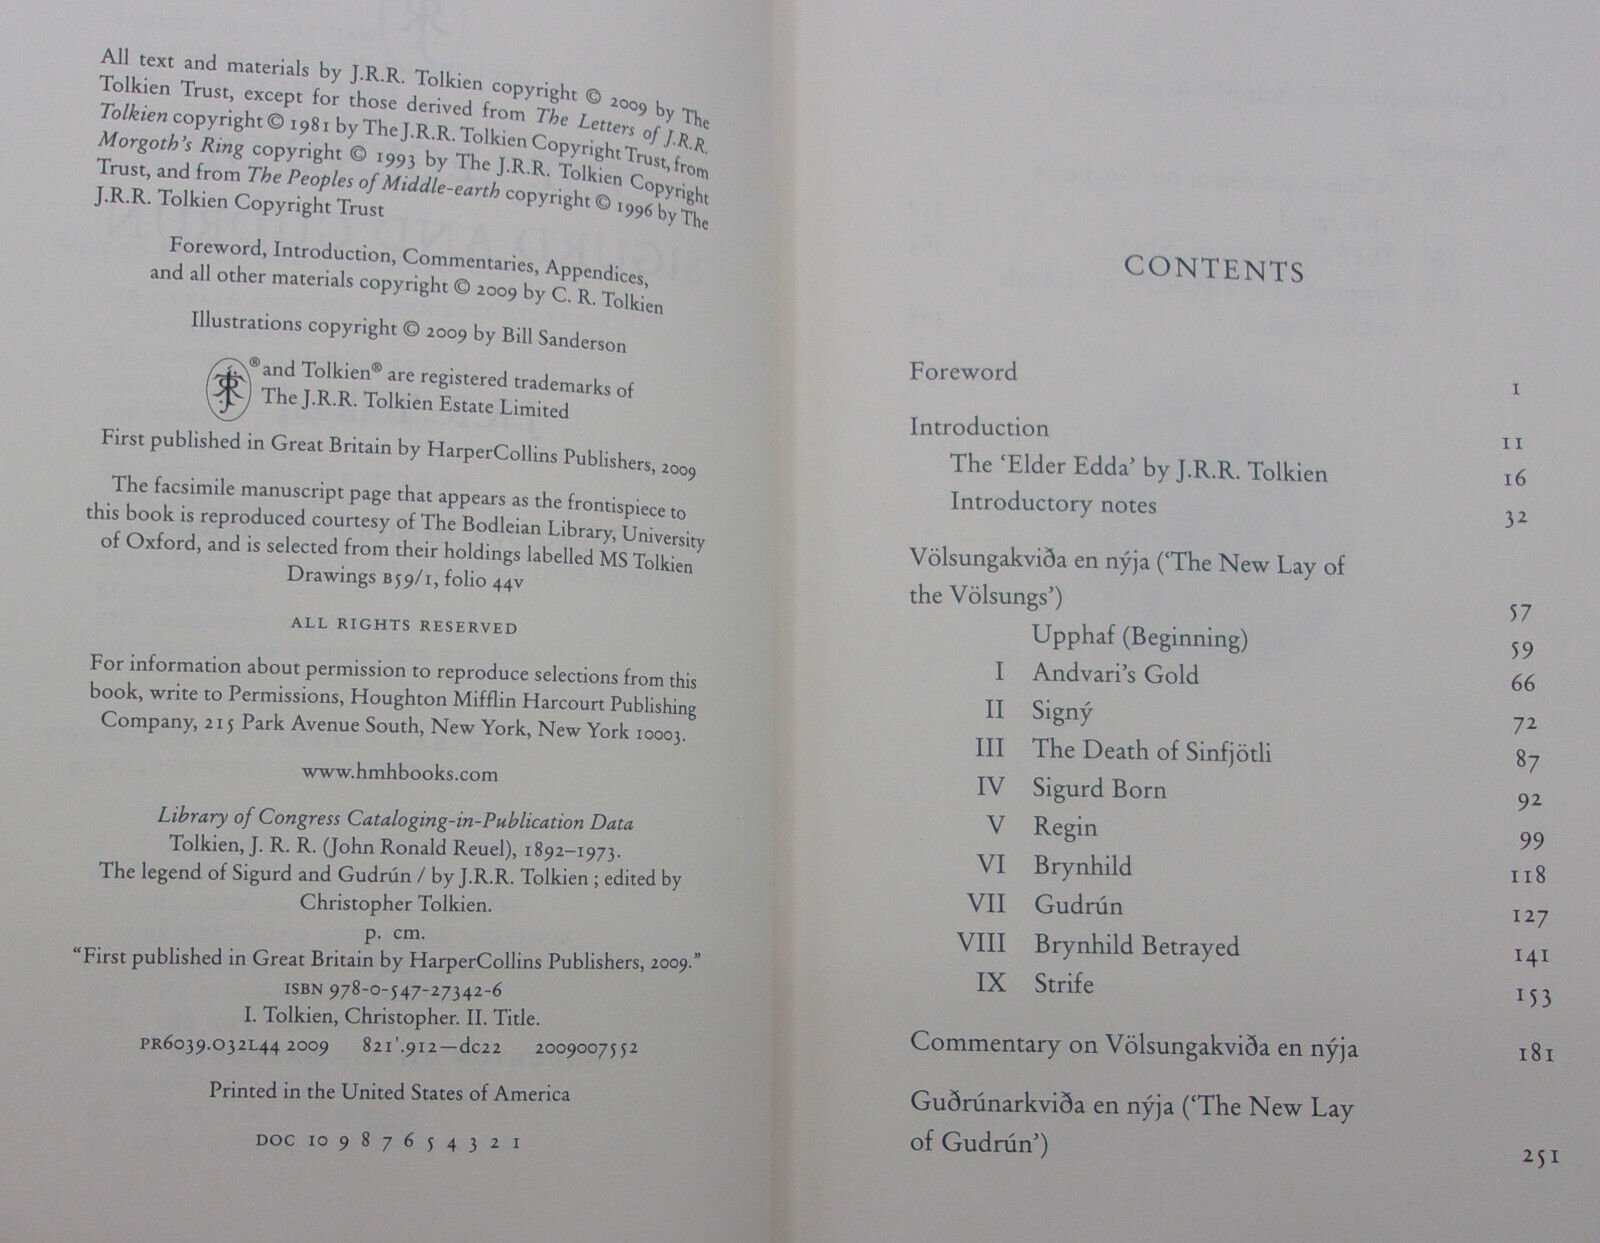 All text and materials by J.R.R. Tolkien copyright © 2009 by The
Tolkien Trust, except for those derived from The Letters of J.R.R.
Tolkien copyright © 1981 by The J.R.R. Tolkien Copyright Trust, from
Morgoth's Ring copyright © 1993 by The J.R.R. Tolkien Copyright
Trust, and from The Peoples of Middle-earth copyright © 1996 by The
J.R.R. Tolkien Copyright Trust
Foreword, Introduction, Commentaries, Appendices,
and all other materials copyright © 2009 by C. R. Tolkien
Illustrations copyright © 2009 by Bill Sanderson
® and Tolkien® are registered trademarks of
The J.R.R. Tolkien Estate Limited
First published in Great Britain by HarperCollins Publishers, 2009
The facsimile manuscript page that appears as the frontispiece to
this book is reproduced courtesy of The Bodleian Library, University
of Oxford, and is selected from their holdings labelled MS Tolkien
Drawings B59/1, folio 44v
ALL RIGHTS RESERVED
For information about permission to reproduce selections from this
book, write to Permissions, Houghton Mifflin Harcourt Publishing
Company, 215 Park Avenue South, New York, New York 10003.
www.hmhbooks.com
Library of Congress Cataloging-in-Publication Data
Tolkien, J. R. R. (John Ronald Reuel), 1892–1973.
The legend of Sigurd and Gudrún / by J.R.R. Tolkien ; edited by
Christopher Tolkien.
p. cm.
“First published in Great Britain by HarperCollins Publishers, 2009.”
ISBN 978-0-547-27342-6
I. Tolkien, Christopher. II. Title.
PR6039.032L44 2009 821'.912—dc22 2009007552
Printed in the United States of America
DOC 10 9 8 7 6 5 4 3 2 1
CONTENTS
Foreword 1
Introduction 11
The ‘Elder Edda’ by J.R.R. Tolkien 16
Introductory notes 32
Völsungakviða en nýja (‘The New Lay of
the Völsungs’) 57
Upphaf (Beginning) 59
I Andvari's Gold 66
II Signý 72
III The Death of Sinfjötli 87
IV Sigurd Born 92
V Regin 99
VI Brynhild 118
VII Gudrún 127
VIII Brynhild Betrayed 141
IX Strife 153
Commentary on Völsungakviða en nýja 181
Guðrúnarkviða en nýja (‘The New Lay
of Gudrún’) 251